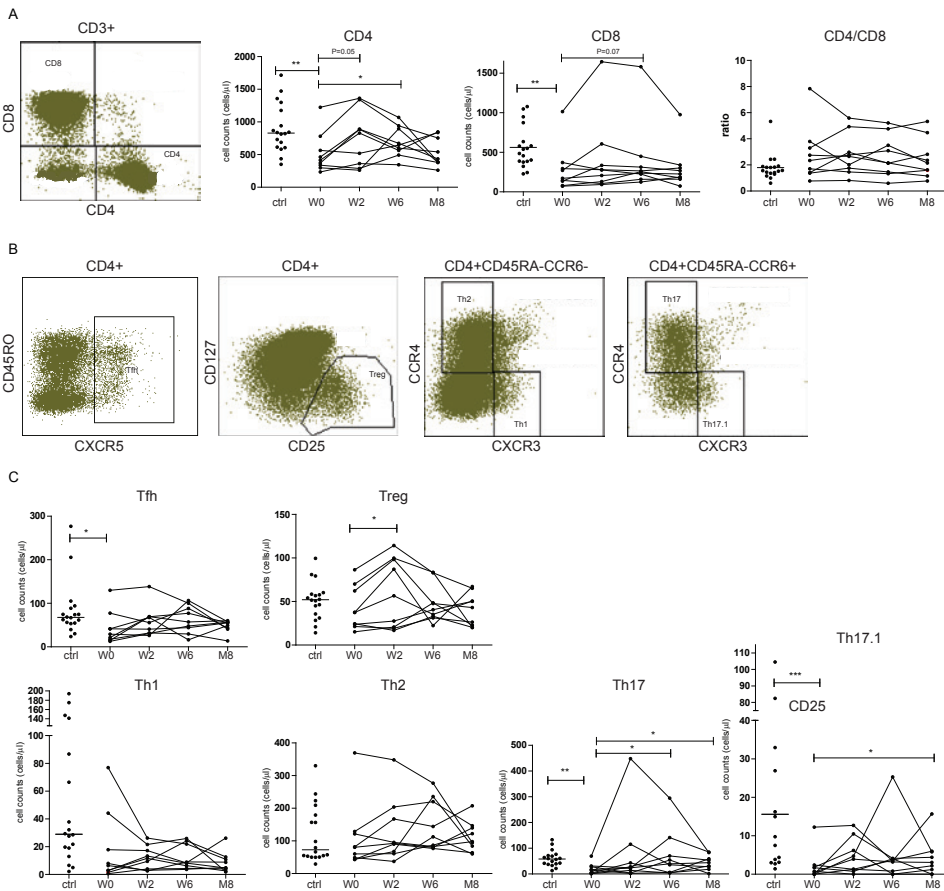 A
CD3+
CD8
CD8
CD4
CD4
CD4
cell counts (cells/µl)
2000
1500
1000
500
0
**
P=0.05
*
ctrl W0 W2 W6 M8
CD8
cell counts (cells/µl)
1500
1000
500
0
**
P=0.07
ctrl W0 W2 W6 M8
CD4/CD8
ratio
10
8
6
4
2
0
ctrl W0 W2 W6 M8
B
CD4+
CD45RO
Tfh
CXCR5
CD4+
CD127
Treg
CD25
CD4+CD45RA-CCR6-
CCR4
Th2
Th1
CXCR3
CD4+CD45RA-CCR6+
CCR4
Th17
Th17.1
CXCR3
C
Tfh
cell counts (cells/µl)
300
200
100
0
*
ctrl W0 W2 W6 M8
Treg
cell counts (cells/µl)
150
100
50
0
*
ctrl W0 W2 W6 M8
Th1
cell counts (cells/µl)
200
180
160
140
120
80
60
40
20
0
ctrl W0 W2 W6 M8
Th2
cell counts (cells/µl)
400
300
200
100
0
ctrl W0 W2 W6 M8
Th17
cell counts (cells/µl)
500
400
300
200
100
0
**
*
*
ctrl W0 W2 W6 M8
Th17.1
CD25
cell counts (cells/µl)
110
100
90
80
30
20
10
0
***
*
ctrl W0 W2 W6 M8